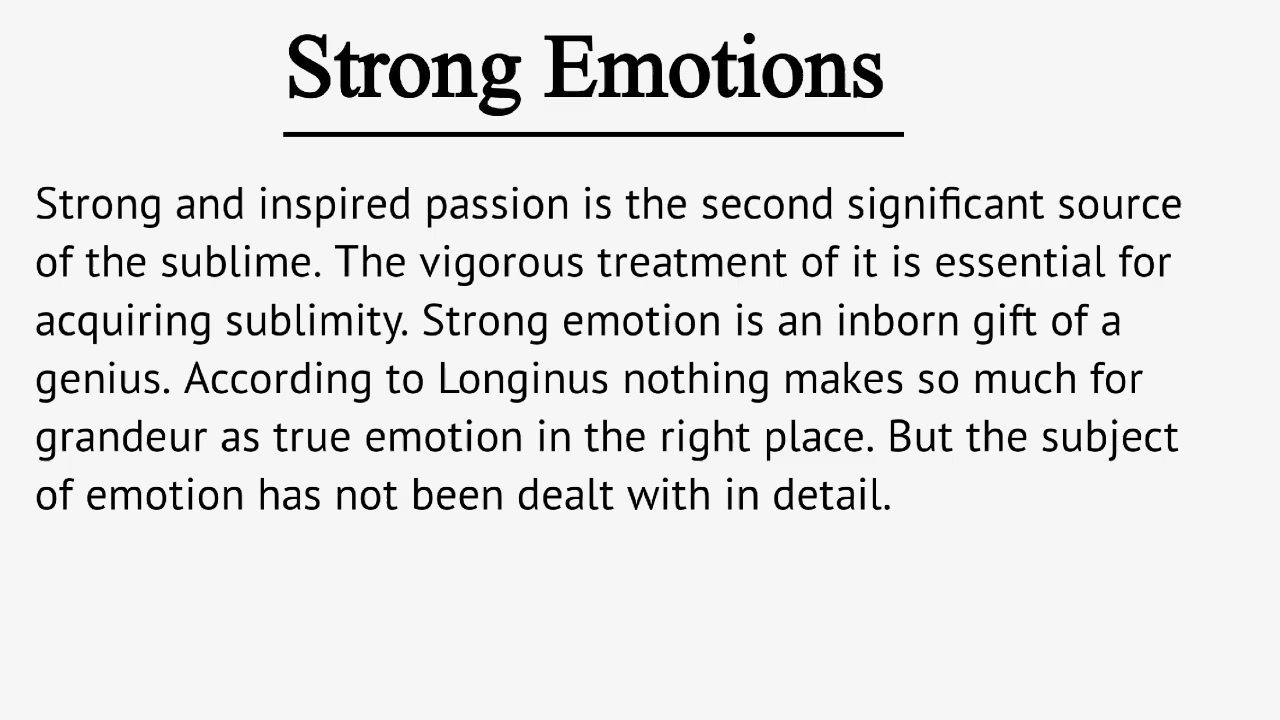 Strong Emotions
Strong and inspired passion is the second significant source
of the sublime. The vigorous treatment of it is essential for
acquiring sublimity. Strong emotion is an inborn gift of a
genius. According to Longinus nothing makes so much for
grandeur as true emotion in the right place. But the subject
of emotion has not been dealt with in detail.